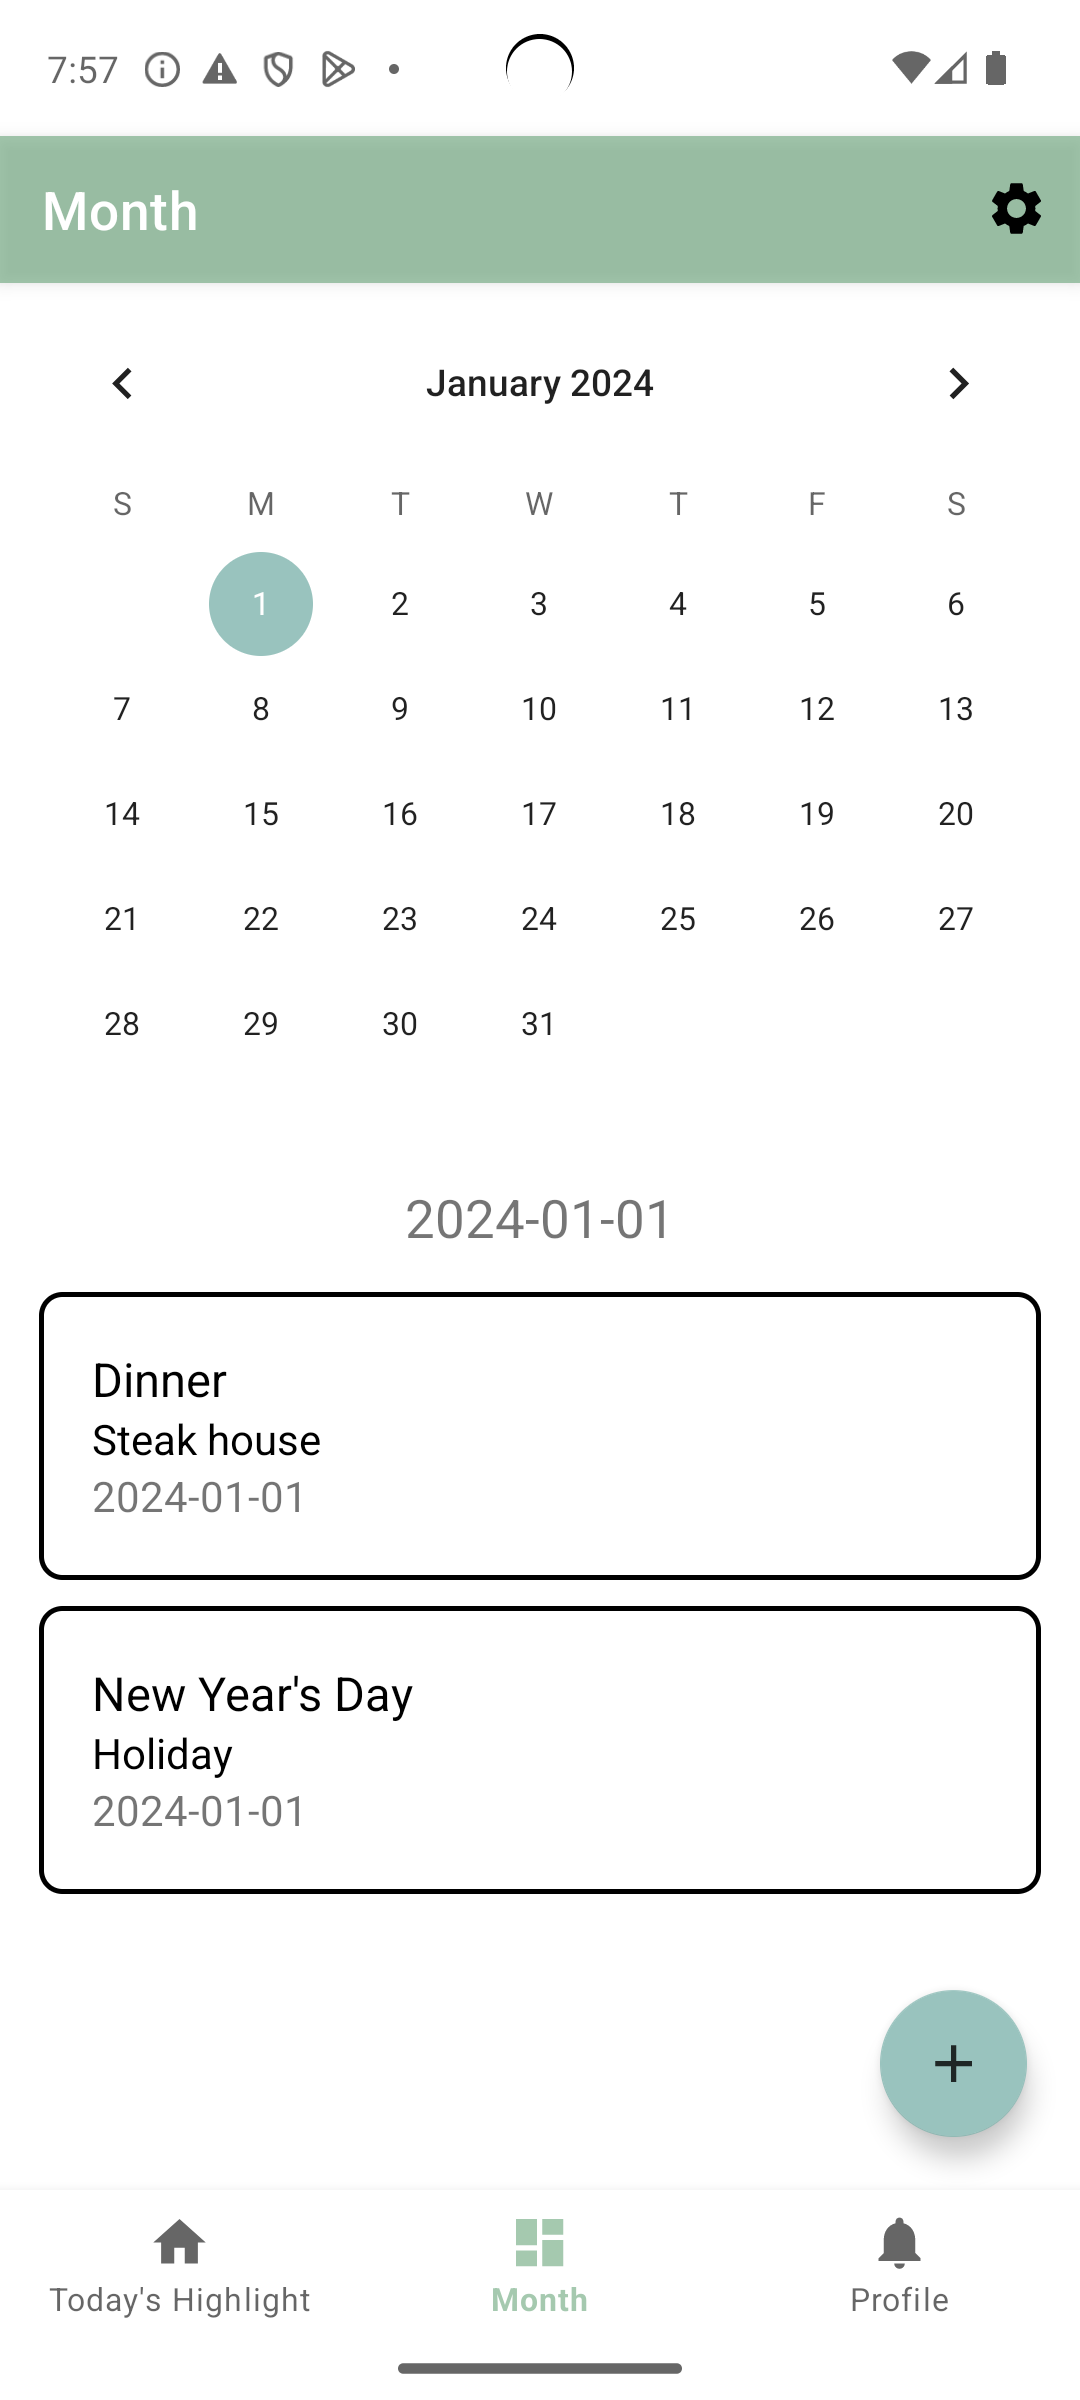 7:57
Month
January 2024
S M T W T F S
1 2 3 4 5 6
7 8 9 10 11 12 13
14 15 16 17 18 19 20
21 22 23 24 25 26 27
28 29 30 31
2024-01-01
Dinner
Steak house
2024-01-01
New Year's Day
Holiday
2024-01-01
Today's Highlight Month Profile